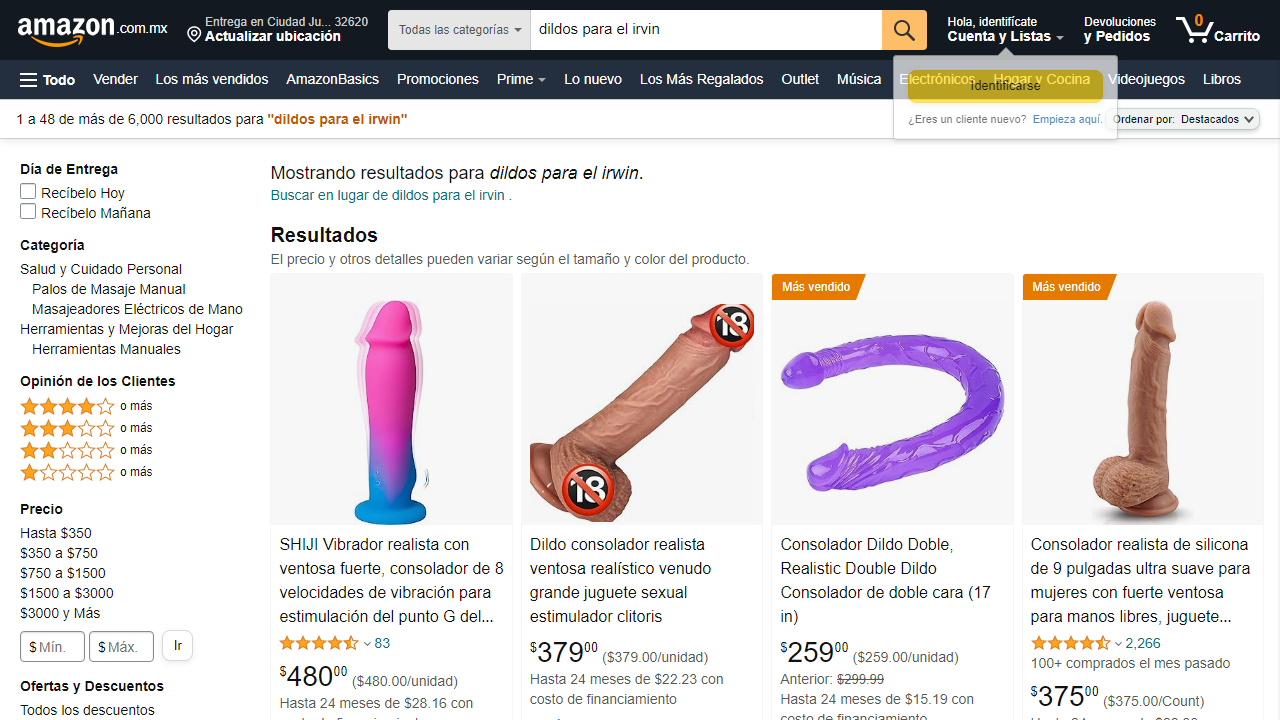 amazon.com.mx
Entrega en Ciudad Ju... 32620
Actualizar ubicación
Todas las categorías
dildos para el irvin
Hola, identifícate
Cuenta y Listas
Devoluciones
y Pedidos
0
Carrito
Todo
Vender
Los más vendidos
AmazonBasics
Promociones
Prime
Lo nuevo
Los Más Regalados
Outlet
Música
Electrónicos
Hogar y Cocina
Videojuegos
Libros
Identificarse
¿Eres un cliente nuevo? Empieza aquí.
1 a 48 de más de 6,000 resultados para "dildos para el irwin"
Ordenar por: Destacados
Día de Entrega
Recíbelo Hoy
Recíbelo Mañana
Categoría
Salud y Cuidado Personal
Palos de Masaje Manual
Masajeadores Eléctricos de Mano
Herramientas y Mejoras del Hogar
Herramientas Manuales
Opinión de los Clientes
o más
o más
o más
o más
Precio
Hasta $350
$350 a $750
$750 a $1500
$1500 a $3000
$3000 y Más
$ Mín.
$ Máx.
Ir
Ofertas y Descuentos
Todos los descuentos
Mostrando resultados para dildos para el irwin.
Buscar en lugar de dildos para el irvin .
Resultados
El precio y otros detalles pueden variar según el tamaño y color del producto.
SHIJI Vibrador realista con
ventosa fuerte, consolador de 8
velocidades de vibración para
estimulación del punto G del...
83
$48000 ($480.00/unidad)
Hasta 24 meses de $28.16 con
18
18
Dildo consolador realista
ventosa realístico venudo
grande juguete sexual
estimulador clitoris
$37900 ($379.00/unidad)
Hasta 24 meses de $22.23 con
costo de financiamiento
Más vendido
Consolador Dildo Doble,
Realistic Double Dildo
Consolador de doble cara (17
in)
$25900 ($259.00/unidad)
Anterior: $299.99
Hasta 24 meses de $15.19 con
costo de financiamiento
Más vendido
Consolador realista de silicona
de 9 pulgadas ultra suave para
mujeres con fuerte ventosa
para manos libres, juguete...
2,266
100+ comprados el mes pasado
$37500 ($375.00/Count)